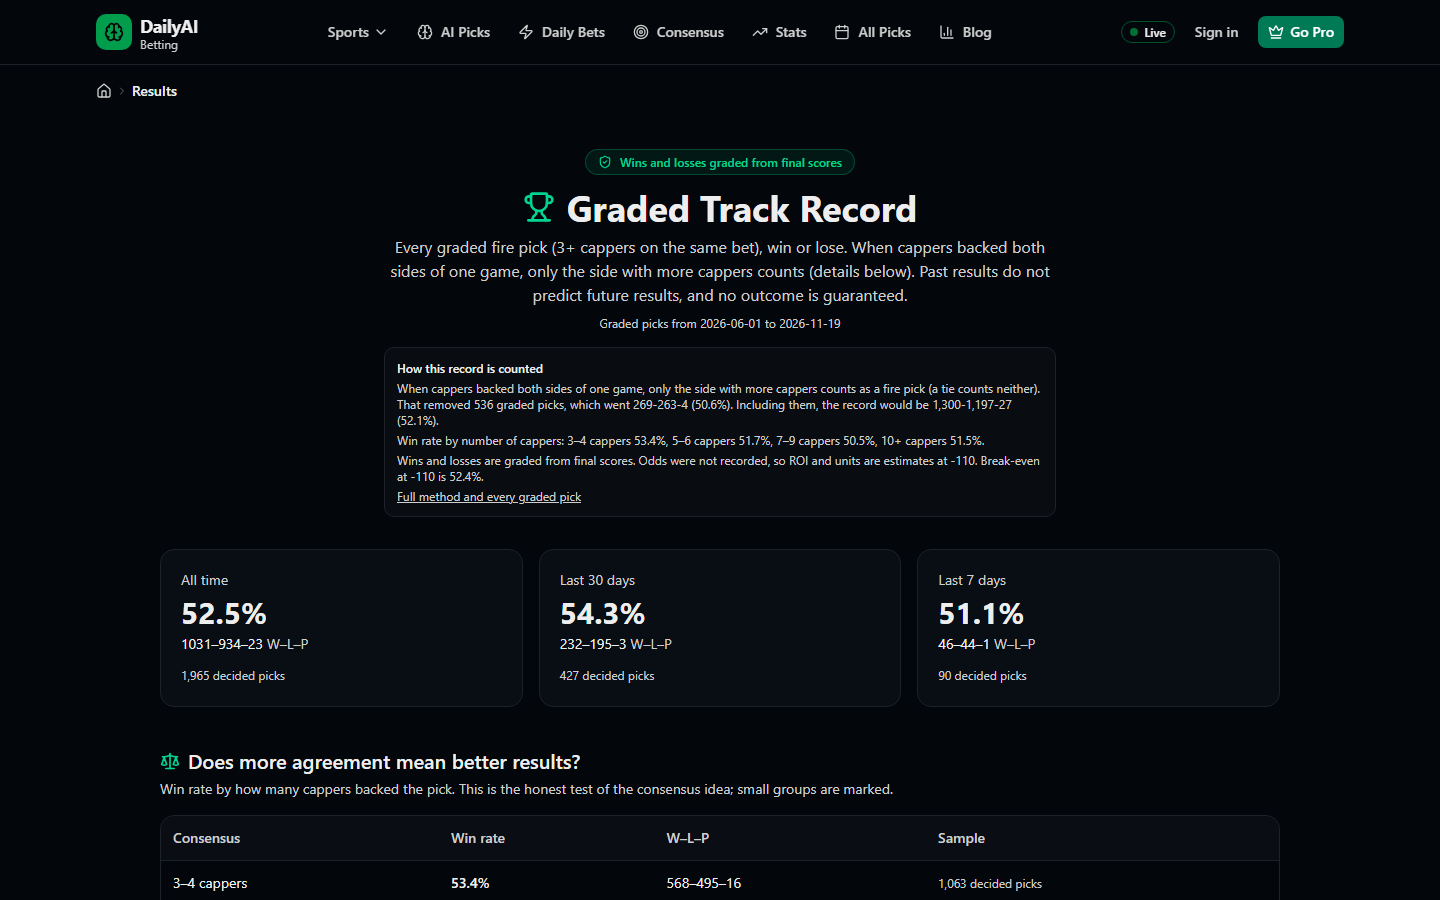 DailyAI
Betting
Sports
AI Picks
Daily Bets
Consensus
Stats
All Picks
Blog
Live
Sign in
Go Pro
Results
Wins and losses graded from final scores
Graded Track Record
Every graded fire pick (3+ cappers on the same bet), win or lose. When cappers backed both
sides of one game, only the side with more cappers counts (details below). Past results do not
predict future results, and no outcome is guaranteed.
Graded picks from 2026-06-01 to 2026-11-19
How this record is counted
When cappers backed both sides of one game, only the side with more cappers counts as a fire pick (a tie counts neither).
That removed 536 graded picks, which went 269-263-4 (50.6%). Including them, the record would be 1,300-1,197-27
(52.1%).
Win rate by number of cappers: 3–4 cappers 53.4%, 5–6 cappers 51.7%, 7–9 cappers 50.5%, 10+ cappers 51.5%.
Wins and losses are graded from final scores. Odds were not recorded, so ROI and units are estimates at -110. Break-even
at -110 is 52.4%.
Full method and every graded pick
All time
52.5%
1031–934–23 W–L–P
1,965 decided picks
Last 30 days
54.3%
232–195–3 W–L–P
427 decided picks
Last 7 days
51.1%
46–44–1 W–L–P
90 decided picks
Does more agreement mean better results?
Win rate by how many cappers backed the pick. This is the honest test of the consensus idea; small groups are marked.
Consensus Win rate W–L–P Sample
3–4 cappers 53.4% 568–495–16 1,063 decided picks